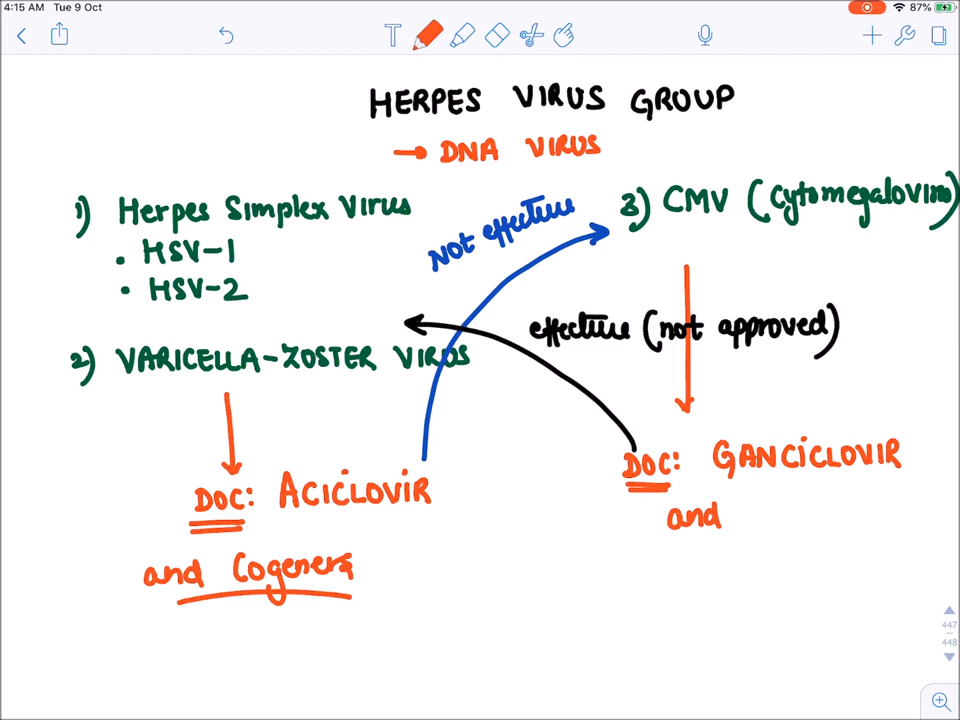 4:15 AM Tue 9 Oct
87%
T
HERPES VIRUS GROUP
→ DNA VIRUS
1) Herpes Simplex Virus
• HSV-1
• HSV-2
2) VARICELLA-ZOSTER VIRUS
DOC: ACICLOVIR
and Cogeners
NOT effective
3) CMV (Cytomegalovirus)
effective (not approved)
DOC: GANCICLOVIR
and
447
448